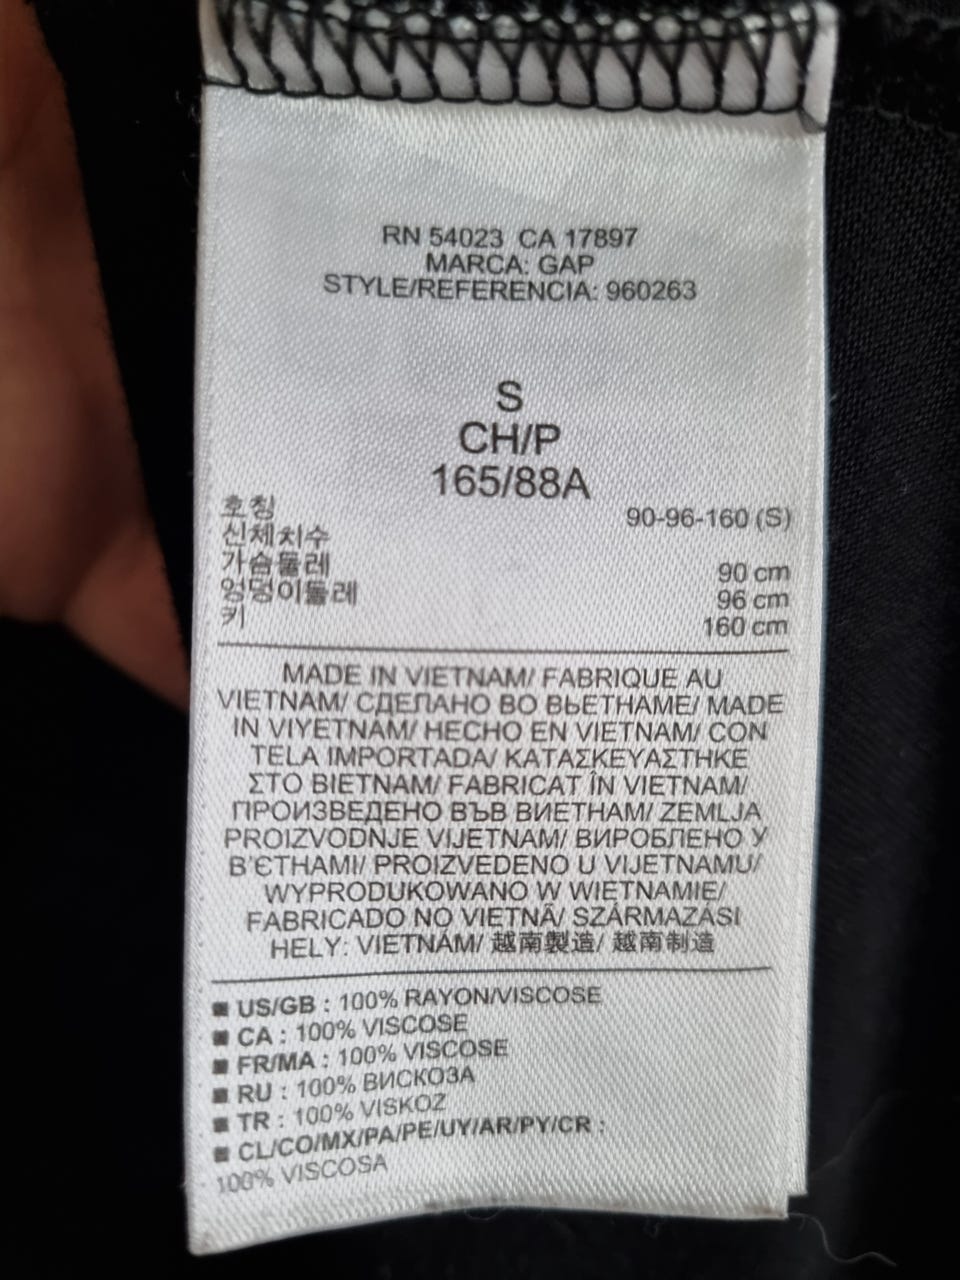 RN 54023 CA 17897
MARCA: GAP
STYLE/REFERENCIA: 960263
S
CH/P
165/88A
호칭 90-96-160 (S)
신체치수
가슴둘레 90 cm
엉덩이둘레 96 cm
키 160 cm
MADE IN VIETNAM/ FABRIQUE AU
VIETNAM/ СДЕЛАНО ВО ВЬЕТНАМЕ/ MADE
IN VIYETNAM/ HECHO EN VIETNAM/ CON
TELA IMPORTADA/ ΚΑΤΑΣΚΕΥΑΣΤΗΚΕ
ΣΤΟ ΒΙΕΤΝΑΜ/ FABRICAT ÎN VIETNAM/
ПРОИЗВЕДЕНО ВЪВ ВИЕТНАМ/ ZEMLJA
PROIZVODNJE VIJETNAM/ ВИРОБЛЕНО У
В'ЄТНАМІ/ PROIZVEDENO U VIJETNAMU/
WYPRODUKOWANO W WIETNAMIE/
FABRICADO NO VIETNÃ/ SZÁRMAZÁSI
HELY: VIETNÁM/ 越南製造/ 越南制造
■ US/GB : 100% RAYON/VISCOSE
■ CA : 100% VISCOSE
■ FR/MA : 100% VISCOSE
■ RU : 100% ВИСКОЗА
■ TR : 100% VISKOZ
■ CL/CO/MX/PA/PE/UY/AR/PY/CR :
100% VISCOSA